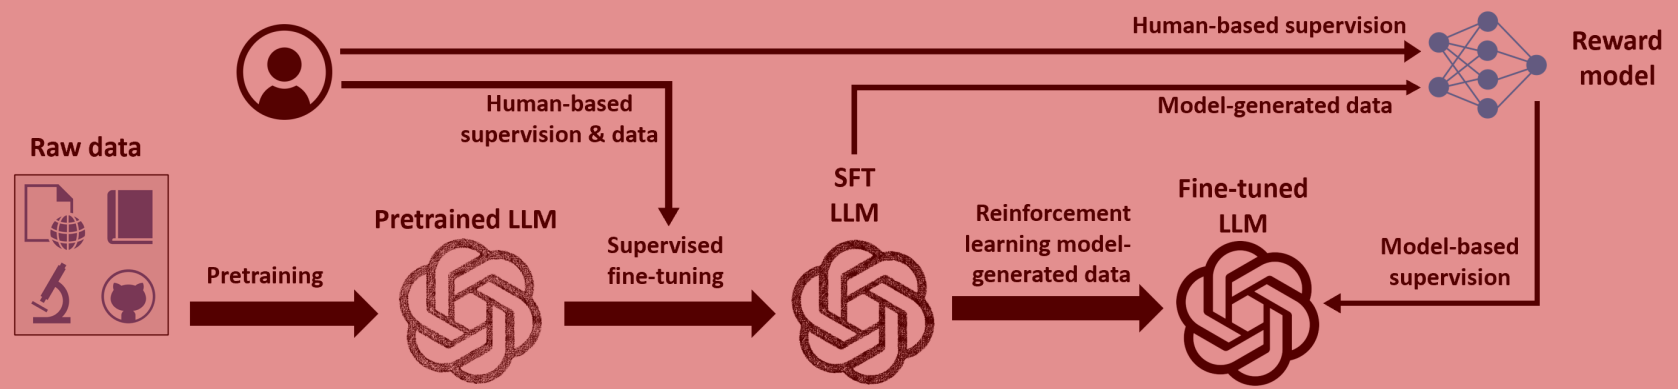 Human-based supervision
Reward
model
Human-based
supervision & data
Model-generated data
Raw data
Pretrained LLM
SFT
LLM
Fine-tuned
LLM
Pretraining
Supervised
fine-tuning
Reinforcement
learning model-
generated data
Model-based
supervision